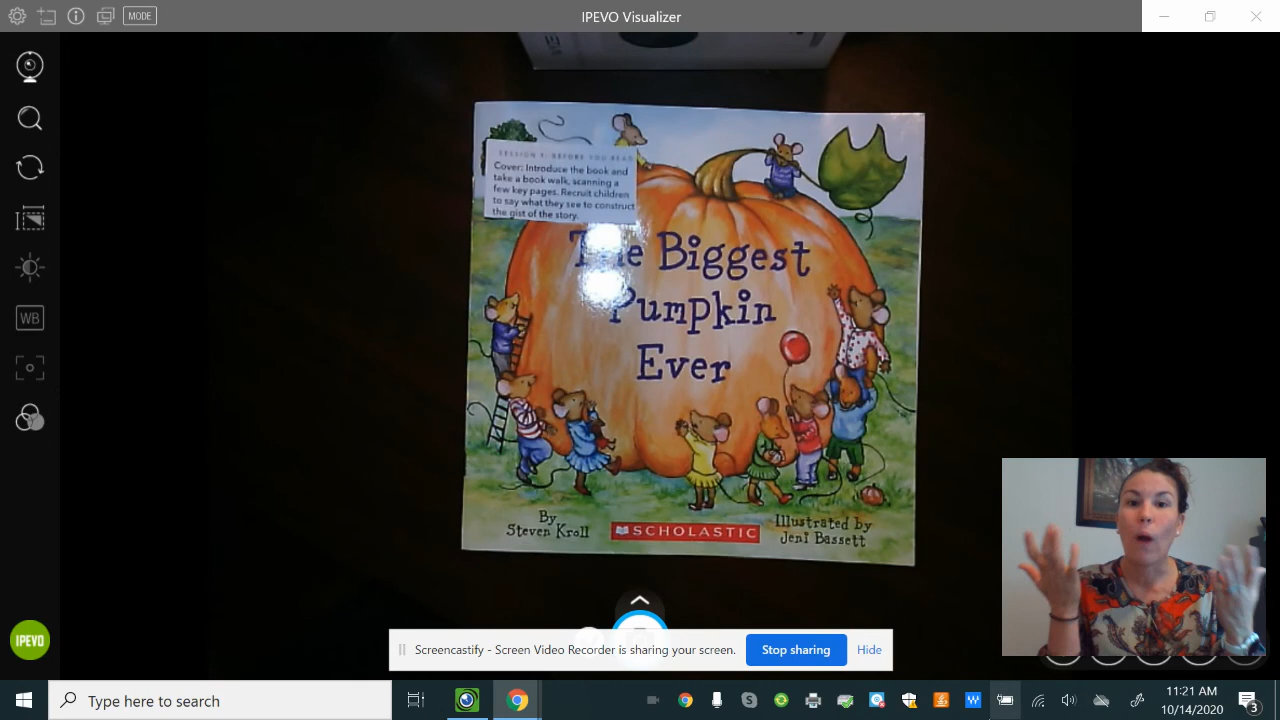 MODE
IPEVO Visualizer
SESSION 1: BEFORE YOU READ
Cover: Introduce the book and
take a book walk, scanning a
few key pages. Recruit children
to say what they see to construct
the gist of the story.
The Biggest
Pumpkin
Ever
WB
By
Steven Kroll
SCHOLASTIC
Illustrated by
Jeni Bassett
IPEVO
Screencastify - Screen Video Recorder is sharing your screen.
Stop sharing
Hide
Type here to search
W
11:21 AM
10/14/2020
3